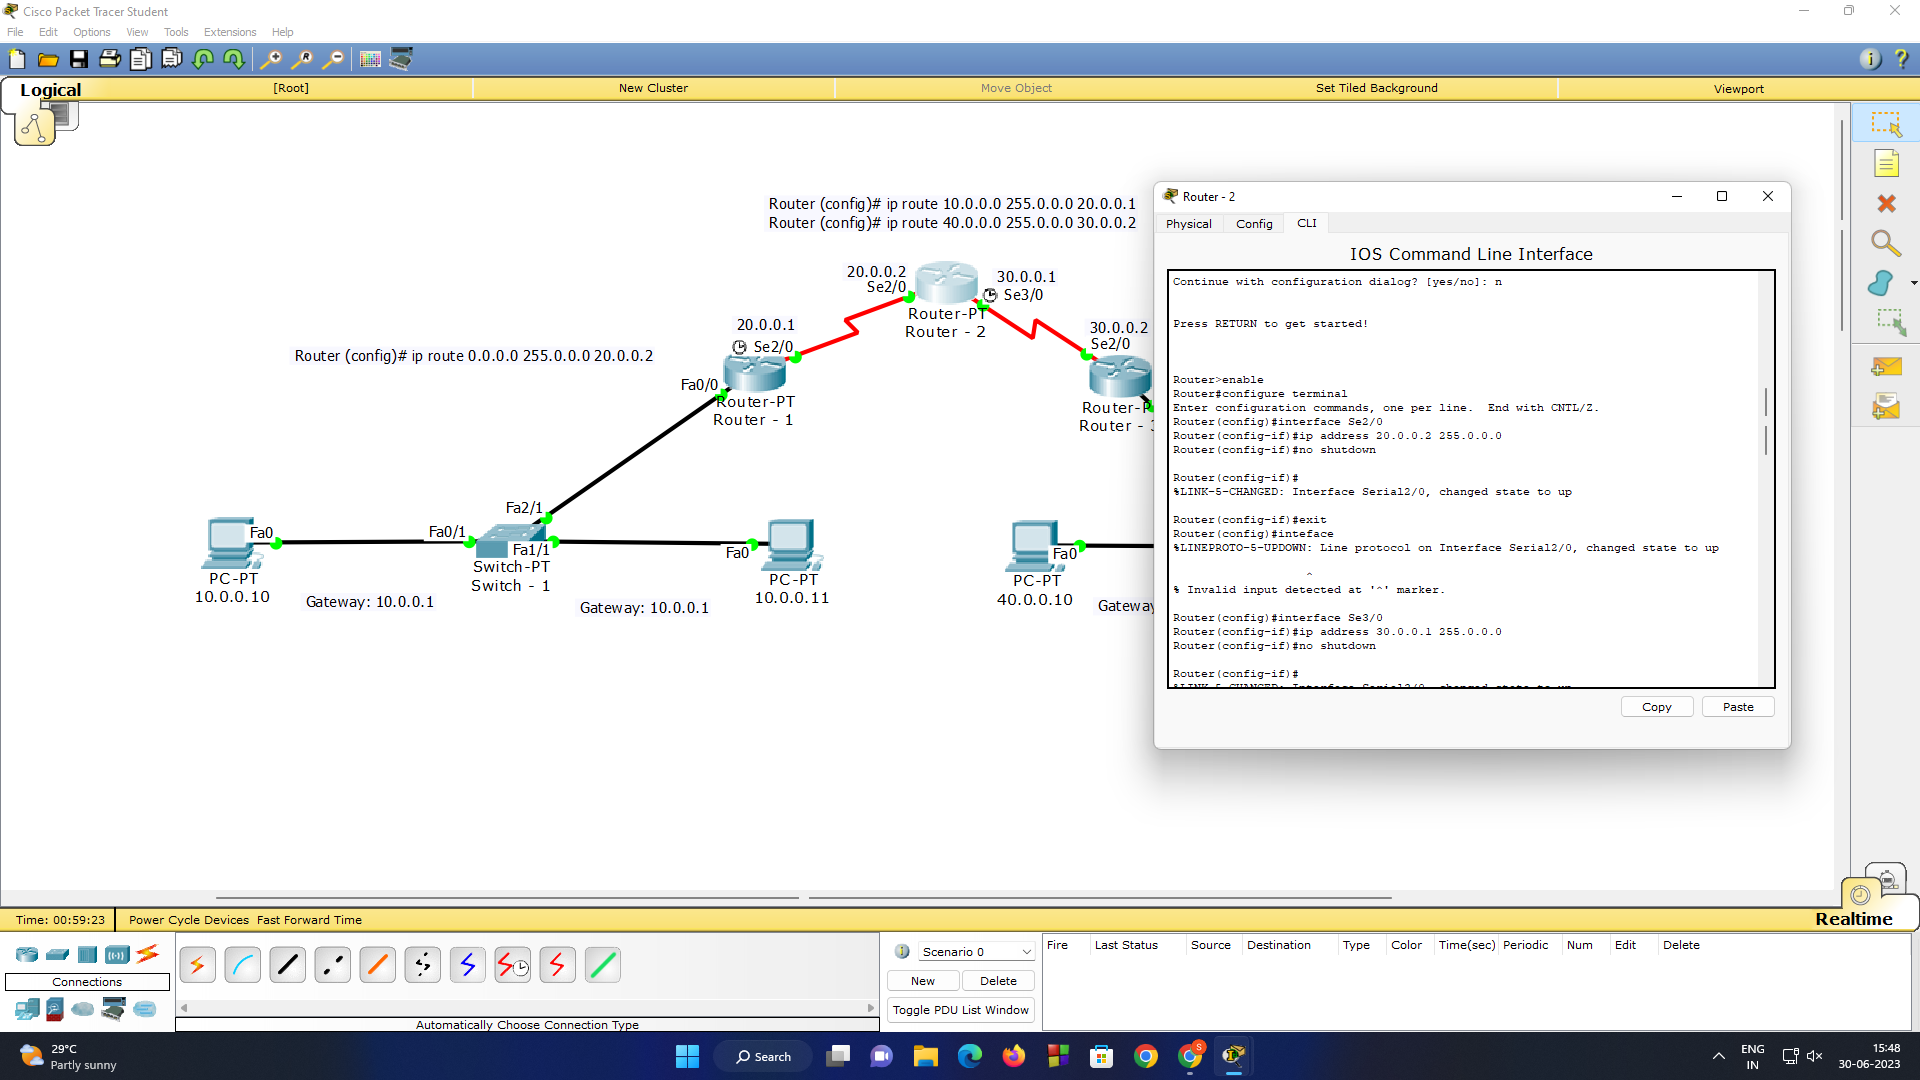 Cisco Packet Tracer Student
File Edit Options View Tools Extensions Help
Logical [Root] New Cluster Move Object Set Tiled Background Viewport
Router (config)# ip route 10.0.0.0 255.0.0.0 20.0.0.1
Router (config)# ip route 40.0.0.0 255.0.0.0 30.0.0.2
20.0.0.2
Se2/0
30.0.0.1
Se3/0
Router-PT
Router - 2
20.0.0.1
Se2/0
Router (config)# ip route 0.0.0.0 255.0.0.0 20.0.0.2
Fa0/0
Router-PT
Router - 1
30.0.0.2
Se2/0
Router-P
Router -
Fa2/1
Fa0 Fa0/1
Fa1/1
Fa0
Fa0
Switch-PT
Switch - 1
PC-PT
10.0.0.10
Gateway: 10.0.0.1
Gateway: 10.0.0.1
PC-PT
10.0.0.11
PC-PT
40.0.0.10
Gateway
Router - 2
Physical Config CLI
IOS Command Line Interface
Continue with configuration dialog? [yes/no]: n
Press RETURN to get started!
Router>enable
Router#configure terminal
Enter configuration commands, one per line.  End with CNTL/Z.
Router(config)#interface Se2/0
Router(config-if)#ip address 20.0.0.2 255.0.0.0
Router(config-if)#no shutdown
Router(config-if)#
%LINK-5-CHANGED: Interface Serial2/0, changed state to up
Router(config-if)#exit
Router(config)#inteface
%LINEPROTO-5-UPDOWN: Line protocol on Interface Serial2/0, changed state to up
^
% Invalid input detected at '^' marker.
Router(config)#interface Se3/0
Router(config-if)#ip address 30.0.0.1 255.0.0.0
Router(config-if)#no shutdown
Router(config-if)#
Copy Paste
Time: 00:59:23 Power Cycle Devices Fast Forward Time
Realtime
Connections
Automatically Choose Connection Type
Scenario 0
New Delete
Toggle PDU List Window
Fire Last Status Source Destination Type Color Time(sec) Periodic Num Edit Delete
29°C
Partly sunny
Search
S
ENG
IN
15:48
30-06-2023